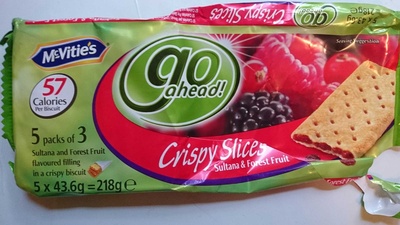 Crispy Slices
go
McVitie's
go
ahead!
57
Calories
Per Biscuit
5 packs of 3
Sultana and Forest Fruit
flavoured filling
in a crispy biscuit
5 x 43.6g = 218g e
Crispy Slices
Sultana & Forest Fruit